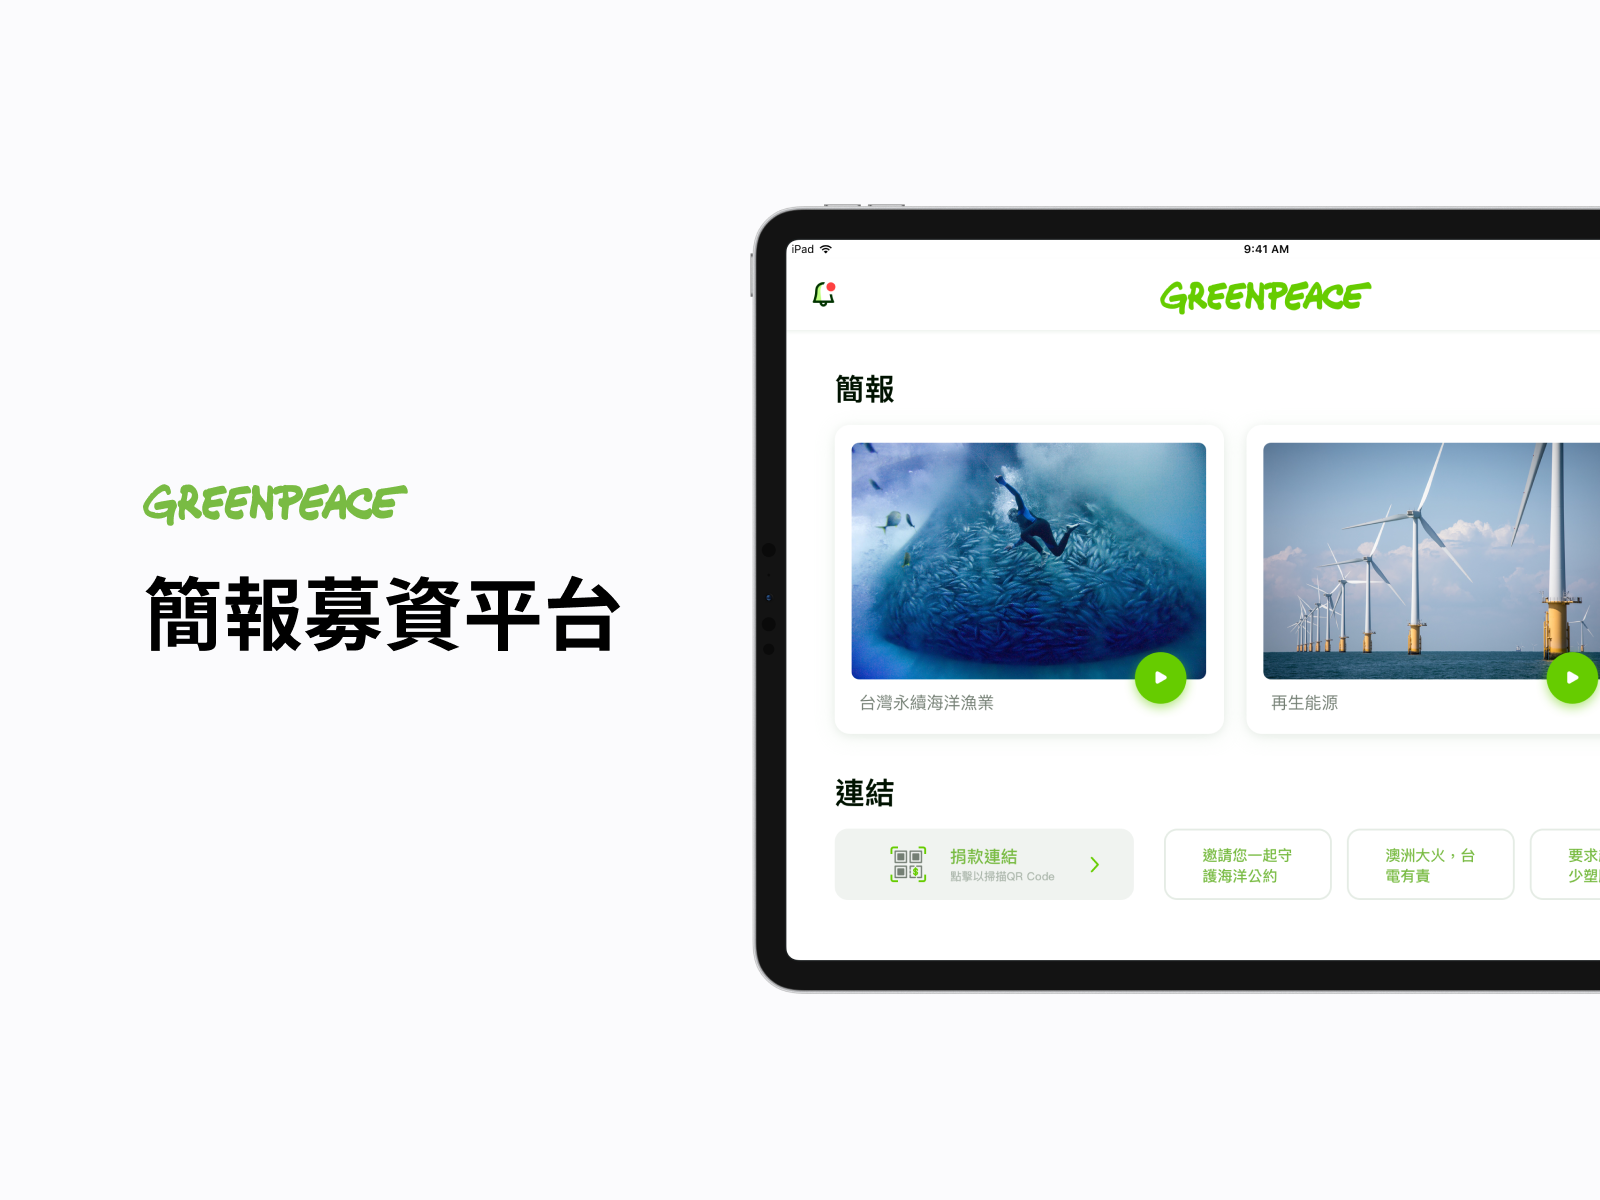 GREENPEACE
簡報募資平台
iPad
9:41 AM
GREENPEACE
簡報
台灣永續海洋漁業
再生能源
連結
捐款連結
點擊以掃描QR Code
邀請您一起守
護海洋公約
澳洲大火，台
電有責
要求
少塑